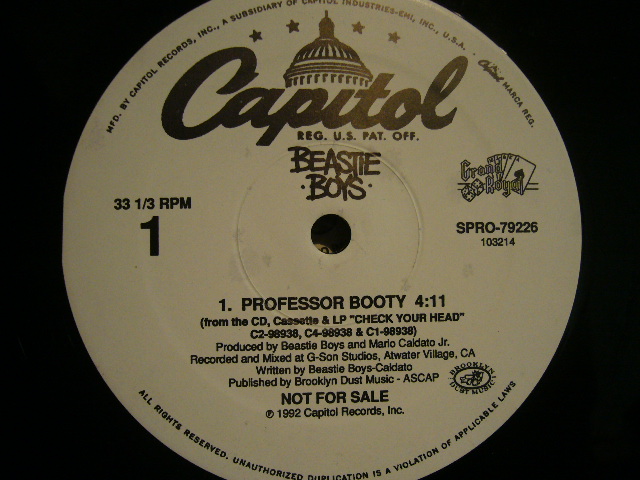 MFD. BY CAPITOL RECORDS, INC., A SUBSIDIARY OF CAPITOL INDUSTRIES-EMI, INC., U.S.A. · Capitol MARCA REG.
Capitol
REG. U.S. PAT. OFF.
BEASTIE
·BOYS·
Grand Royal
33 1/3 RPM
1
SPRO-79226
103214
1. PROFESSOR BOOTY 4:11
(from the CD, Cassette & LP "CHECK YOUR HEAD"
C2-98938, C4-98938 & C1-98938)
Produced by Beastie Boys and Mario Caldato Jr.
Recorded and Mixed at G-Son Studios, Atwater Village, CA
Written by Beastie Boys-Caldato
Published by Brooklyn Dust Music - ASCAP
BROOKLYN
DUST MUSIC
NOT FOR SALE
℗ 1992 Capitol Records, Inc.
ALL RIGHTS RESERVED. UNAUTHORIZED DUPLICATION IS A VIOLATION OF APPLICABLE LAWS